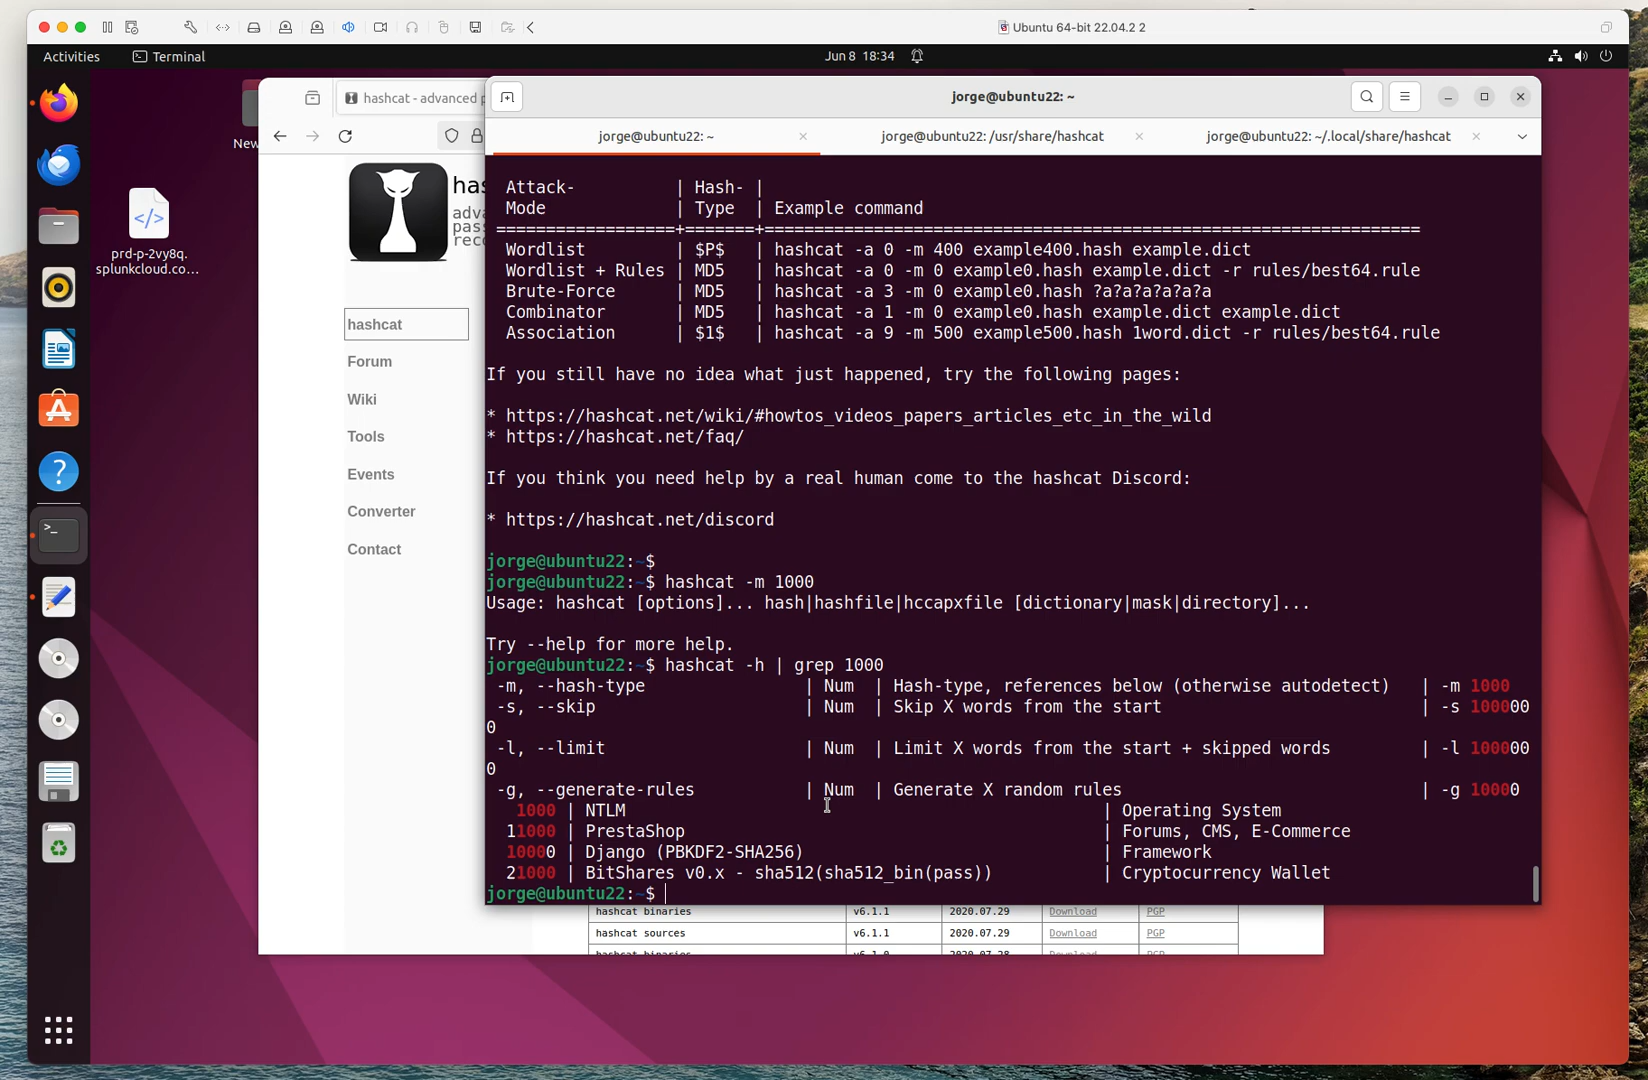 Ubuntu 64-bit 22.04.2 2
Activities
Terminal
Jun 8 18:34
New
prd-p-2vy8q.
splunkcloud.co...
hashcat - advanced p
hashcat
Forum
Wiki
Tools
Events
Converter
Contact
jorge@ubuntu22: ~
jorge@ubuntu22: ~
jorge@ubuntu22: /usr/share/hashcat
jorge@ubuntu22: ~/.local/share/hashcat
Attack- | Hash- |
Mode | Type | Example command
==================+=======+==================================================================
Wordlist | $P$ | hashcat -a 0 -m 400 example400.hash example.dict
Wordlist + Rules | MD5 | hashcat -a 0 -m 0 example0.hash example.dict -r rules/best64.rule
Brute-Force | MD5 | hashcat -a 3 -m 0 example0.hash ?a?a?a?a?a?a
Combinator | MD5 | hashcat -a 1 -m 0 example0.hash example.dict example.dict
Association | $1$ | hashcat -a 9 -m 500 example500.hash 1word.dict -r rules/best64.rule
If you still have no idea what just happened, try the following pages:
* https://hashcat.net/wiki/#howtos_videos_papers_articles_etc_in_the_wild
* https://hashcat.net/faq/
If you think you need help by a real human come to the hashcat Discord:
* https://hashcat.net/discord
jorge@ubuntu22:~$
jorge@ubuntu22:~$ hashcat -m 1000
Usage: hashcat [options]... hash|hashfile|hccapxfile [dictionary|mask|directory]...
Try --help for more help.
jorge@ubuntu22:~$ hashcat -h | grep 1000
-m, --hash-type | Num | Hash-type, references below (otherwise autodetect) | -m 1000
-s, --skip | Num | Skip X words from the start | -s 100000
0
-l, --limit | Num | Limit X words from the start + skipped words | -l 100000
0
-g, --generate-rules | Num | Generate X random rules | -g 10000
1000 | NTLM | Operating System
11000 | PrestaShop | Forums, CMS, E-Commerce
10000 | Django (PBKDF2-SHA256) | Framework
21000 | BitShares v0.x - sha512(sha512_bin(pass)) | Cryptocurrency Wallet
jorge@ubuntu22:~$
hashcat binaries v6.1.1 2020.07.29 Download PGP
hashcat sources v6.1.1 2020.07.29 Download PGP